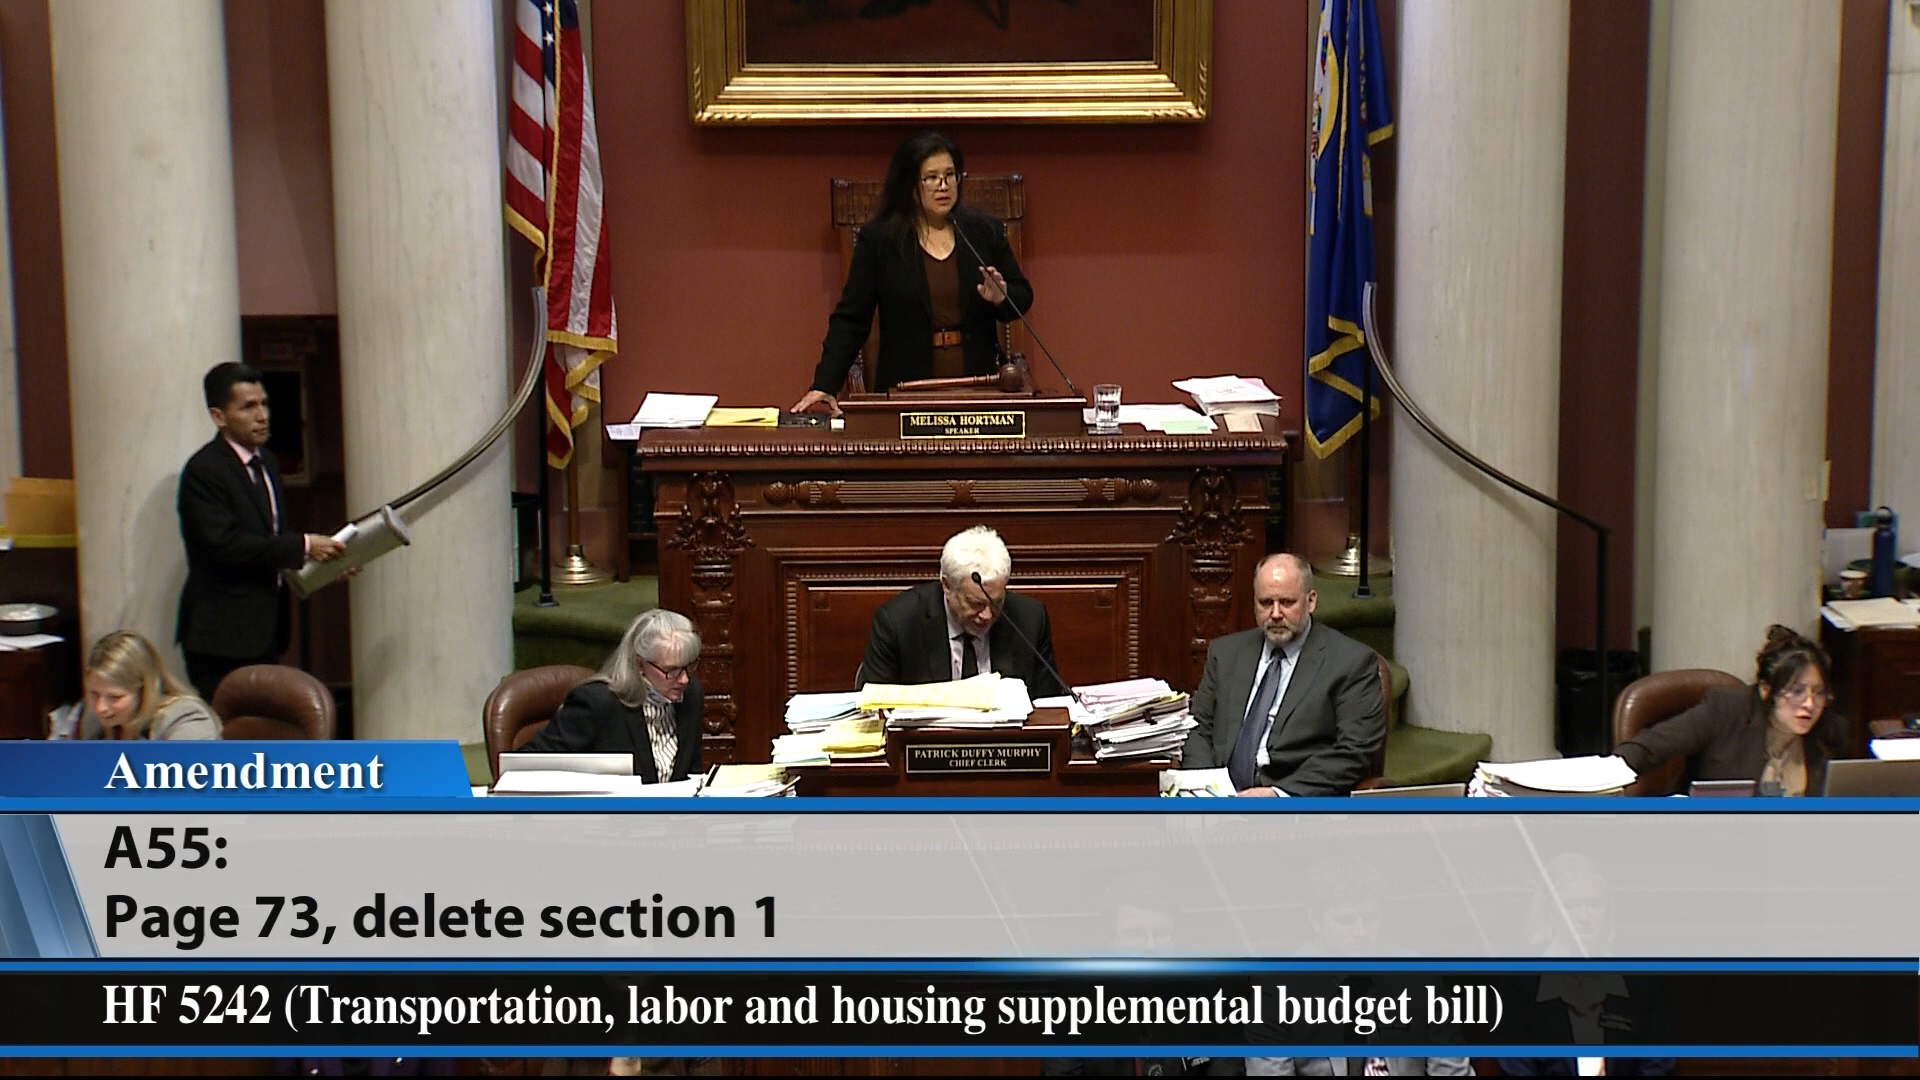 MELISSA HORTMAN
SPEAKER
PATRICK DUFFY MURPHY
CHIEF CLERK
Amendment
A55:
Page 73, delete section 1
HF 5242 (Transportation, labor and housing supplemental budget bill)